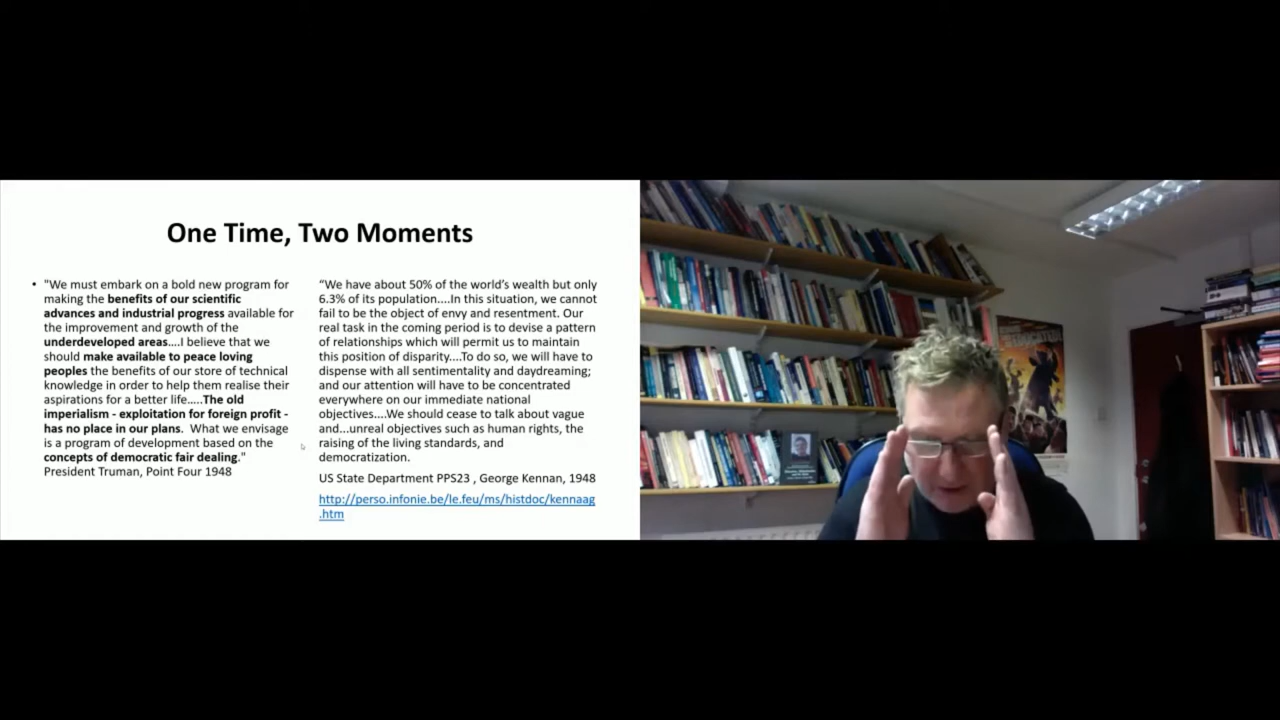 One Time, Two Moments
• "We must embark on a bold new program for
making the benefits of our scientific
advances and industrial progress available for
the improvement and growth of the
underdeveloped areas....I believe that we
should make available to peace loving
peoples the benefits of our store of technical
knowledge in order to help them realise their
aspirations for a better life.....The old
imperialism - exploitation for foreign profit -
has no place in our plans.  What we envisage
is a program of development based on the
concepts of democratic fair dealing."
President Truman, Point Four 1948
“We have about 50% of the world’s wealth but only
6.3% of its population....In this situation, we cannot
fail to be the object of envy and resentment. Our
real task in the coming period is to devise a pattern
of relationships which will permit us to maintain
this position of disparity....To do so, we will have to
dispense with all sentimentality and daydreaming;
and our attention will have to be concentrated
everywhere on our immediate national
objectives....We should cease to talk about vague
and...unreal objectives such as human rights, the
raising of the living standards, and
democratization.
US State Department PPS23 , George Kennan, 1948
http://perso.infonie.be/le.feu/ms/histdoc/kennaag
.htm